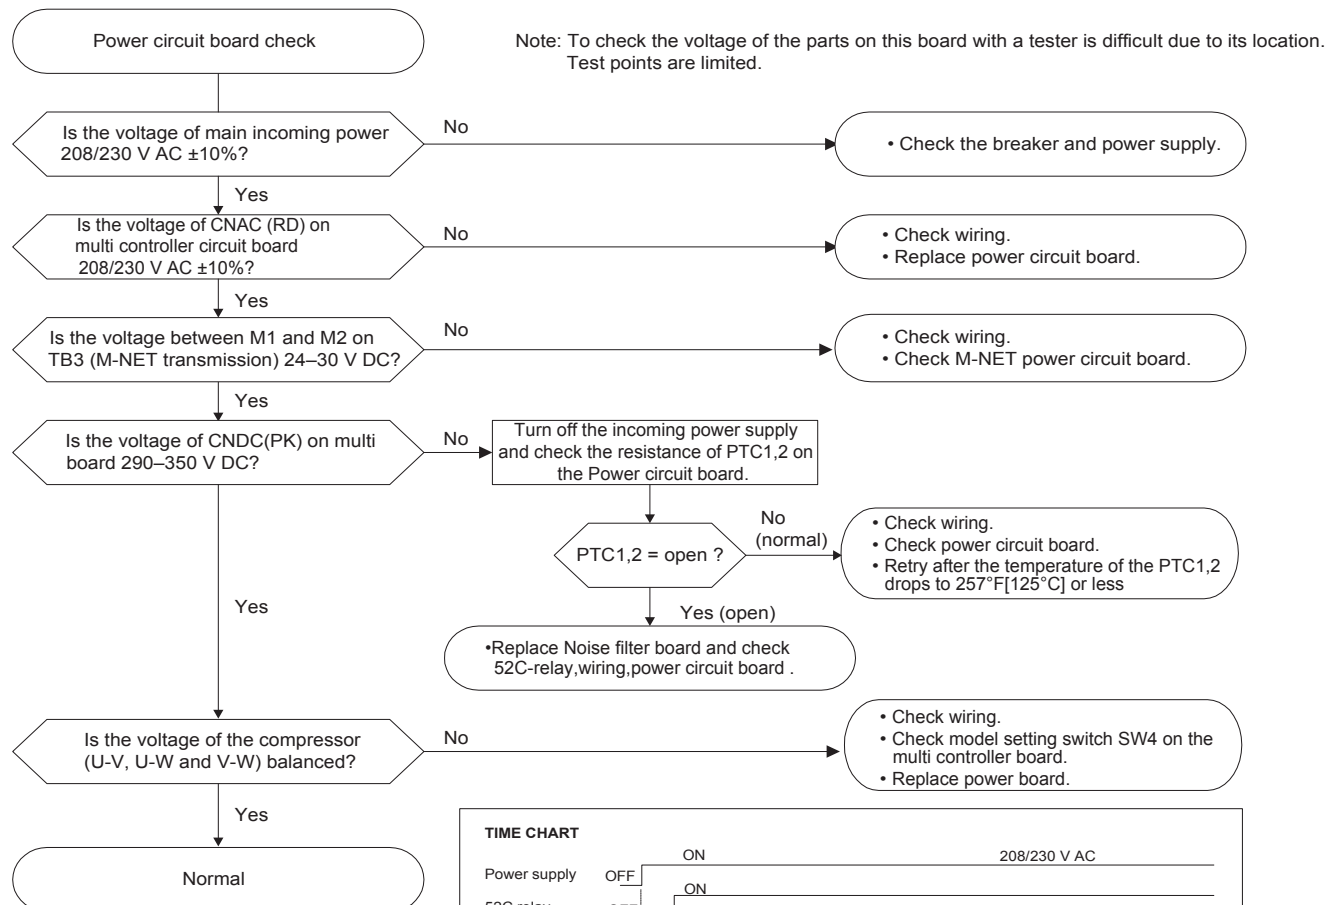 Power circuit board check
Note: To check the voltage of the parts on this board with a tester is difficult due to its location.
Test points are limited.
Is the voltage of main incoming power
208/230 V AC ±10%?
No
• Check the breaker and power supply.
Yes
Is the voltage of CNAC (RD) on
multi controller circuit board
208/230 V AC ±10%?
No
• Check wiring.
• Replace power circuit board.
Yes
Is the voltage between M1 and M2 on
TB3 (M-NET transmission) 24–30 V DC?
No
• Check wiring.
• Check M-NET power circuit board.
Yes
Is the voltage of CNDC(PK) on multi
board 290–350 V DC?
No
Turn off the incoming power supply
and check the resistance of PTC1,2 on
the Power circuit board.
PTC1,2 = open ?
No
(normal)
• Check wiring.
• Check power circuit board.
• Retry after the temperature of the PTC1,2
drops to 257°F[125°C] or less
Yes (open)
•Replace Noise filter board and check
52C-relay,wiring,power circuit board .
Yes
Is the voltage of the compressor
(U-V, U-W and V-W) balanced?
No
• Check wiring.
• Check model setting switch SW4 on the
multi controller board.
• Replace power board.
Yes
Normal
TIME CHART
Power supply
OFF
ON
208/230 V AC
ON